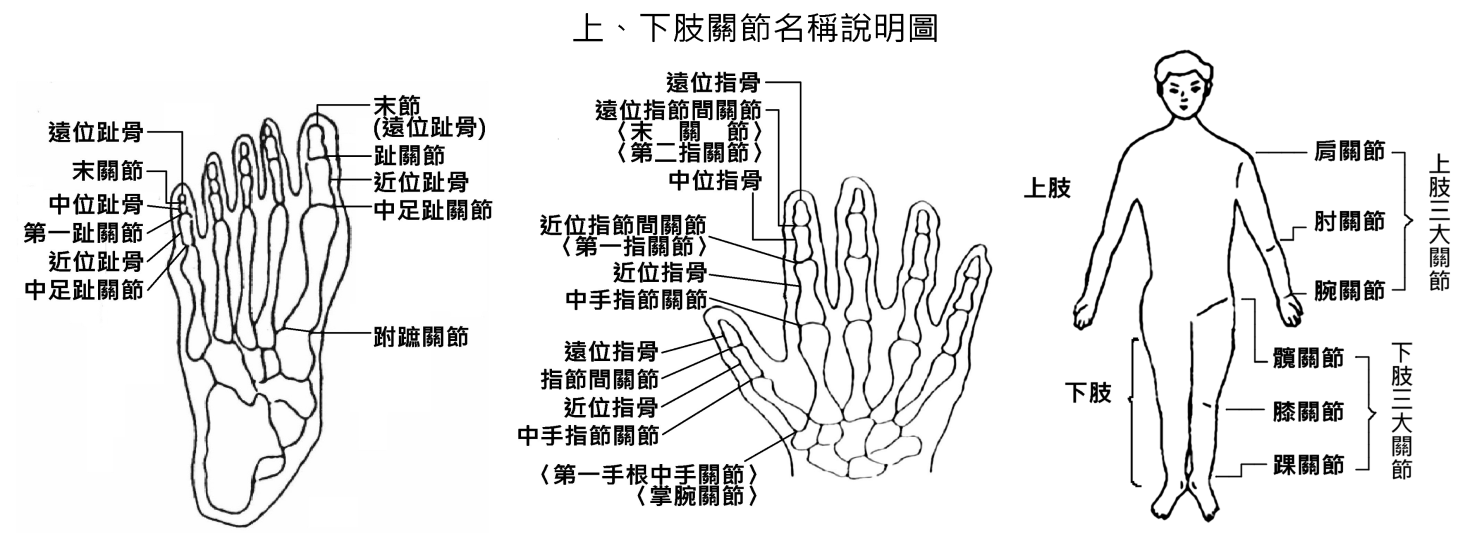 上、下肢關節名稱說明圖
遠位趾骨
末關節
中位趾骨
第一趾關節
近位趾骨
中足趾關節
末節
(遠位趾骨)
趾關節
近位趾骨
中足趾關節
跗蹠關節
遠位指骨
遠位指節間關節
〈末 關 節〉
〈第二指關節〉
中位指骨
近位指節間關節
〈第一指關節〉
近位指骨
中手指節關節
遠位指骨
指節間關節
近位指骨
中手指節關節
〈第一手根中手關節〉
〈掌腕關節〉
上肢
下肢
肩關節
肘關節
腕關節
上肢三大關節
髖關節
膝關節
踝關節
下肢三大關節